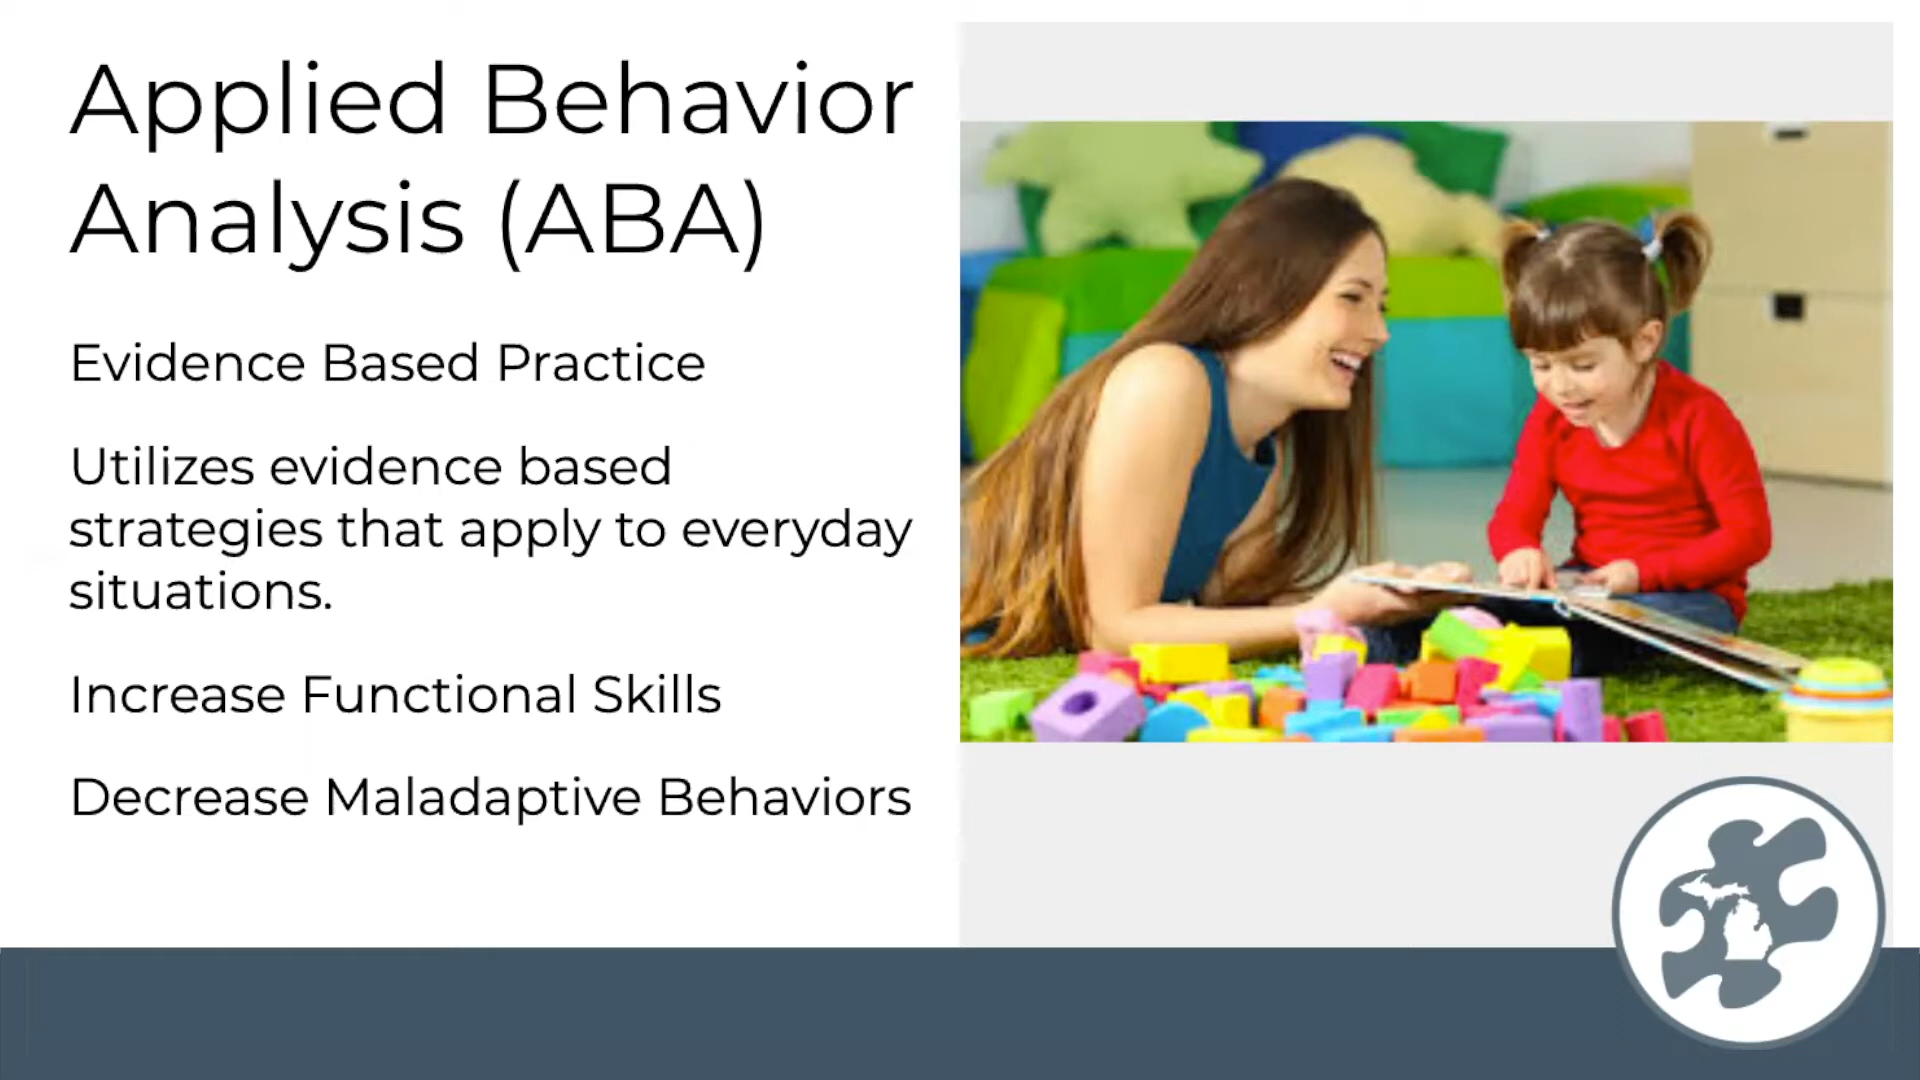 Applied Behavior
Analysis (ABA)
Evidence Based Practice
Utilizes evidence based
strategies that apply to everyday
situations.
Increase Functional Skills
Decrease Maladaptive Behaviors